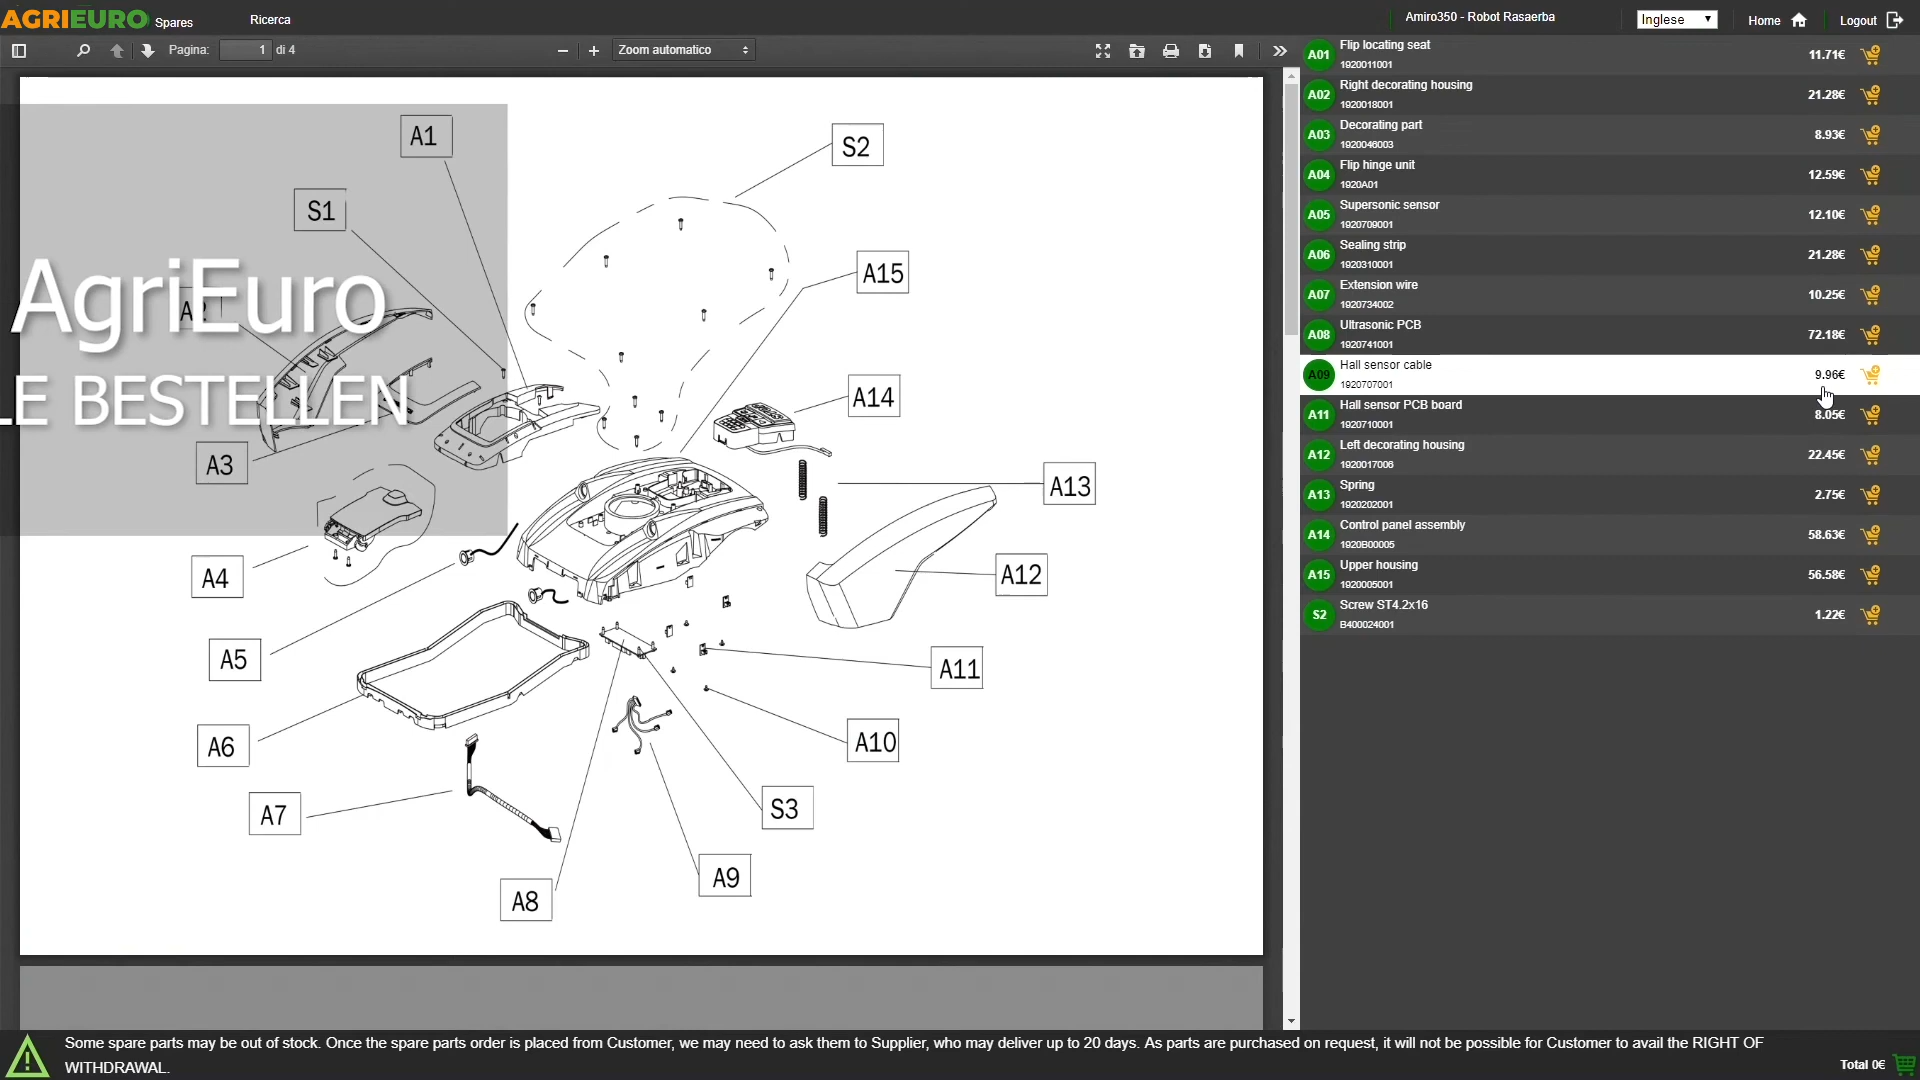 AGRIEURO Spares
Ricerca
Amiro350 - Robot Rasaerba
Inglese
Home
Logout
Pagina:
1
di 4
Zoom automatico
A1
S1
S2
A15
A2
A3
A14
A13
A4
A12
A5
A11
A6
A10
A7
S3
A9
A8
AgriEuro
LE BESTELLEN
A01 Flip locating seat 11.71€
1920011001
A02 Right decorating housing 21.28€
1920018001
A03 Decorating part 8.93€
1920046003
A04 Flip hinge unit 12.59€
1920A01
A05 Supersonic sensor 12.10€
1920709001
A06 Sealing strip 21.28€
1920310001
A07 Extension wire 10.25€
1920734002
A08 Ultrasonic PCB 72.18€
1920741001
A09 Hall sensor cable 9.96€
1920707001
A11 Hall sensor PCB board 8.05€
1920710001
A12 Left decorating housing 22.45€
1920017006
A13 Spring 2.75€
1920202001
A14 Control panel assembly 58.63€
1920B00005
A15 Upper housing 56.58€
1920005001
S2 Screw ST4.2x16 1.22€
B400024001
Some spare parts may be out of stock. Once the spare parts order is placed from Customer, we may need to ask them to Supplier, who may deliver up to 20 days. As parts are purchased on request, it will not be possible for Customer to avail the RIGHT OF
WITHDRAWAL.
Total 0€